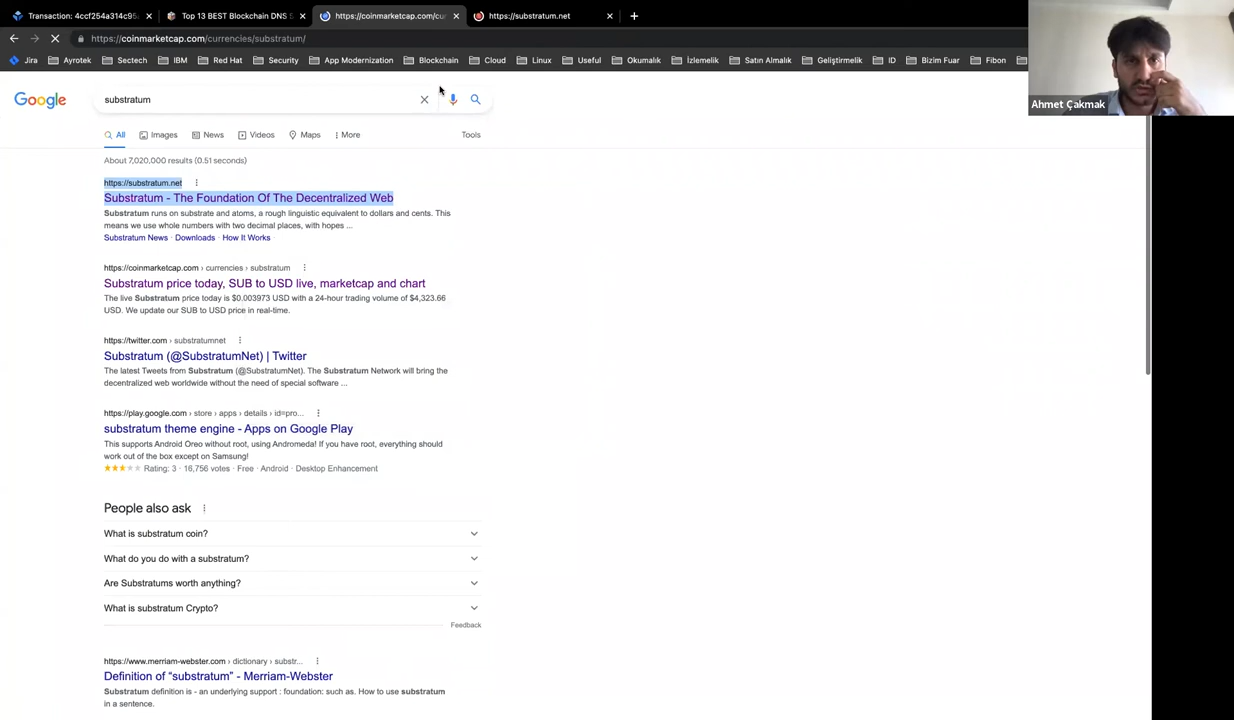 Transaction: 4ccf254a314c95
Top 13 BEST Blockchain DNS
https://coinmarketcap.com/cur
https://substratum.net
https://coinmarketcap.com/currencies/substratum/
Jira
Ayrotek
Sectech
IBM
Red Hat
Security
App Modernization
Blockchain
Cloud
Linux
Useful
Okumalık
İzlemelik
Satın Almalık
Geliştirmelik
ID
Bizim Fuar
Fibon
Ahmet Çakmak
Google
substratum
All
Images
News
Videos
Maps
More
Tools
About 7,020,000 results (0.51 seconds)
https://substratum.net
Substratum - The Foundation Of The Decentralized Web
Substratum runs on substrate and atoms, a rough linguistic equivalent to dollars and cents. This
means we use whole numbers with two decimal places, with hopes ...
Substratum News · Downloads · How It Works
https://coinmarketcap.com › currencies › substratum
Substratum price today, SUB to USD live, marketcap and chart
The live Substratum price today is $0.003973 USD with a 24-hour trading volume of $4,323.66
USD. We update our SUB to USD price in real-time.
https://twitter.com › substratumnet
Substratum (@SubstratumNet) | Twitter
The latest Tweets from Substratum (@SubstratumNet). The Substratum Network will bring the
decentralized web worldwide without the need of special software ...
https://play.google.com › store › apps › details › id=pro...
substratum theme engine - Apps on Google Play
This supports Android Oreo without root, using Andromeda! If you have root, everything should
work out of the box except on Samsung!
Rating: 3 · 16,756 votes · Free · Android · Desktop Enhancement
People also ask
What is substratum coin?
What do you do with a substratum?
Are Substratums worth anything?
What is substratum Crypto?
Feedback
https://www.merriam-webster.com › dictionary › substr...
Definition of “substratum” - Merriam-Webster
Substratum definition is - an underlying support : foundation: such as. How to use substratum
in a sentence.